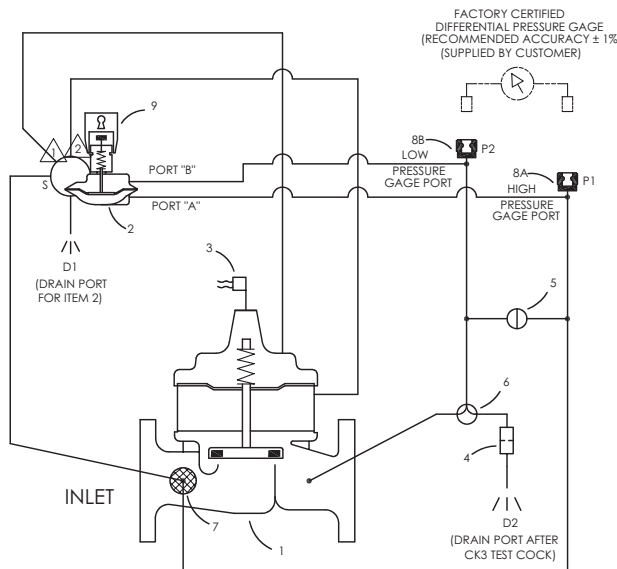 FACTORY CERTIFIED
DIFFERENTIAL PRESSURE GAGE
(RECOMMENDED ACCURACY ± 1%
(SUPPLIED BY CUSTOMER)
9
8B
P2
LOW
PRESSURE
GAGE PORT
1
2
S
PORT "B"
8A
P1
HIGH
PRESSURE
GAGE PORT
PORT "A"
2
D1
(DRAIN PORT
FOR ITEM 2)
3
5
6
4
INLET
7
1
D2
(DRAIN PORT AFTER
CK3 TEST COCK)